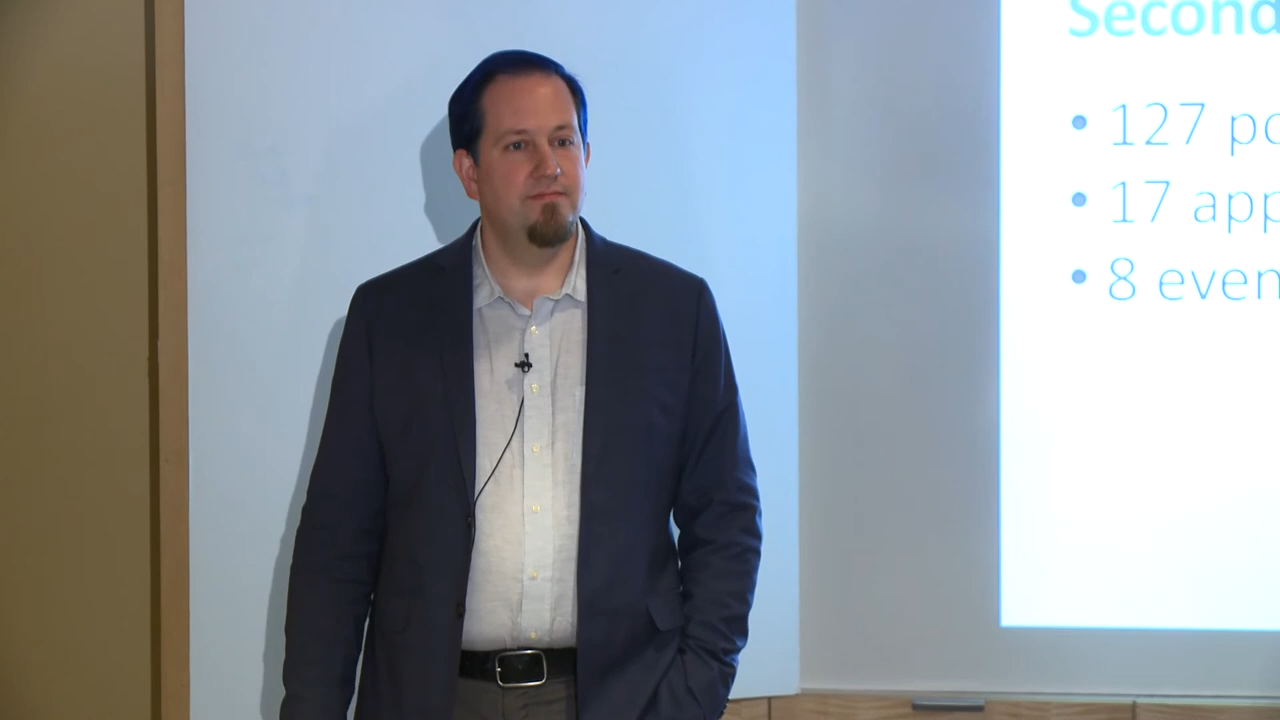 Second
• 127 po
• 17 app
• 8 even